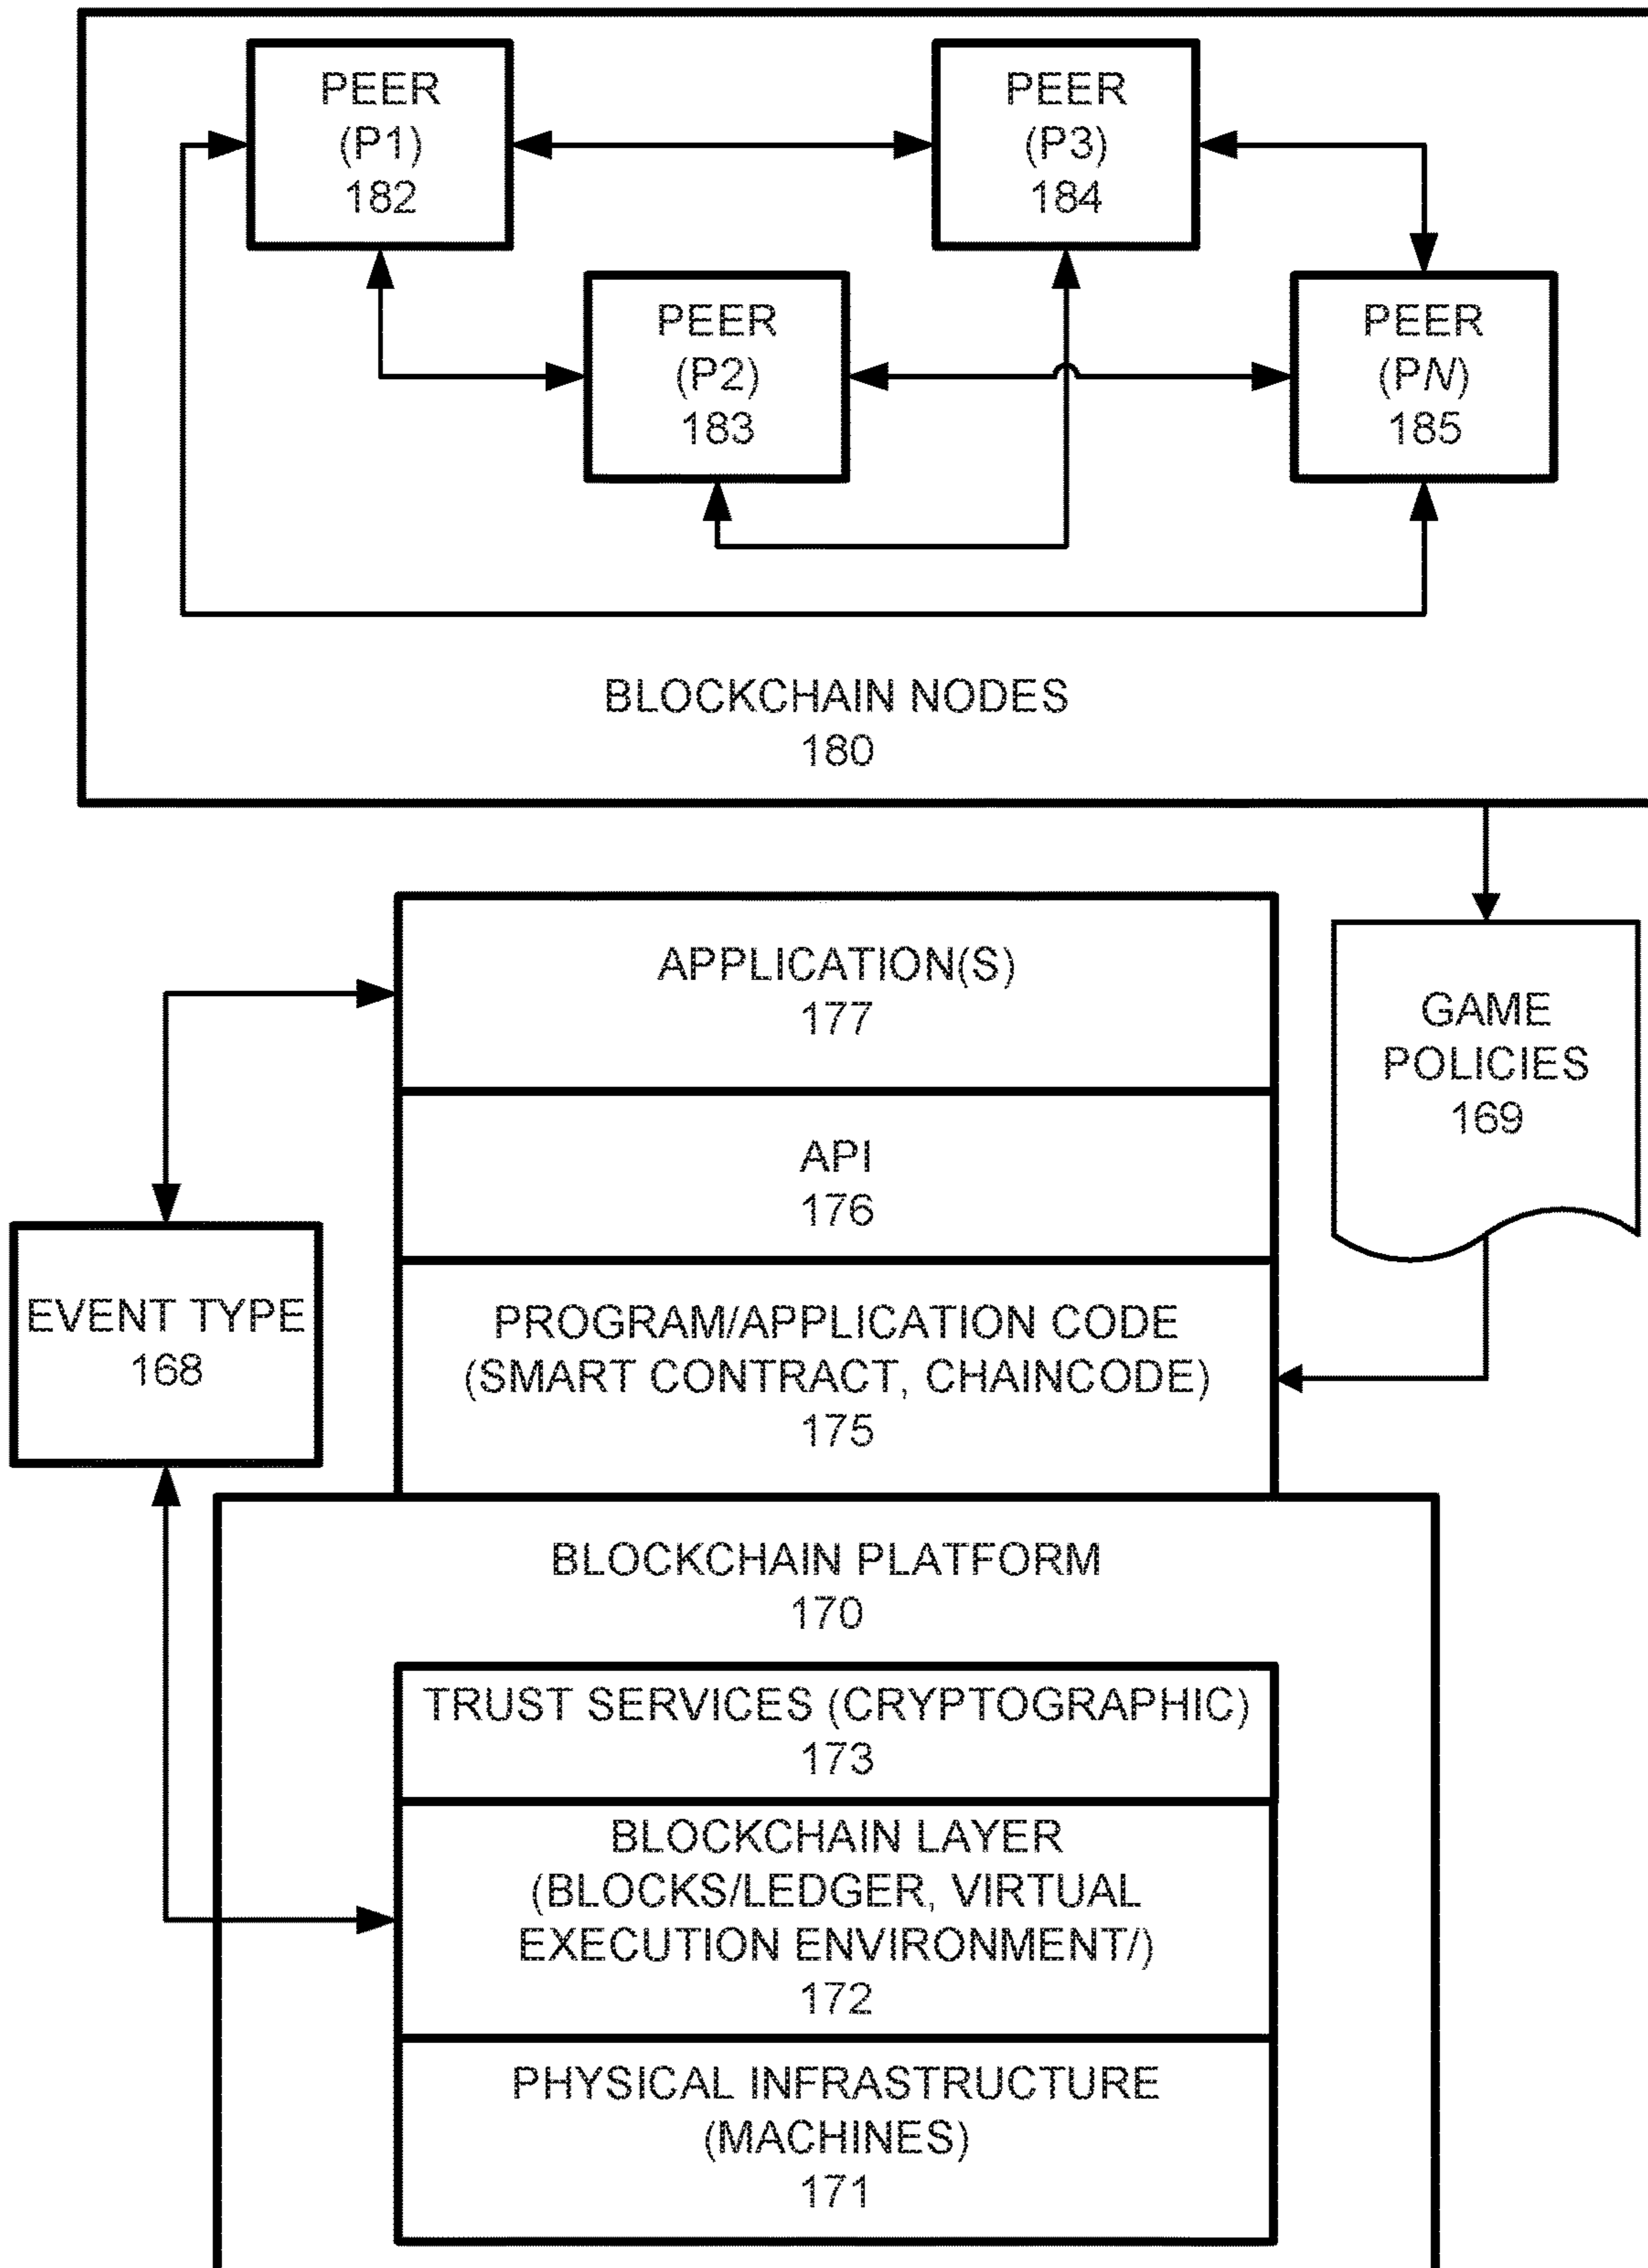 PEER
(P1)
182
PEER
(P3)
184
PEER
(P2)
183
PEER
(PN)
185
BLOCKCHAIN NODES
180
APPLICATION(S)
177
GAME
POLICIES
169
API
176
EVENT TYPE
168
PROGRAM/APPLICATION CODE
(SMART CONTRACT, CHAINCODE)
175
BLOCKCHAIN PLATFORM
170
TRUST SERVICES (CRYPTOGRAPHIC)
173
BLOCKCHAIN LAYER
(BLOCKS/LEDGER, VIRTUAL
EXECUTION ENVIRONMENT/)
172
PHYSICAL INFRASTRUCTURE
(MACHINES)
171